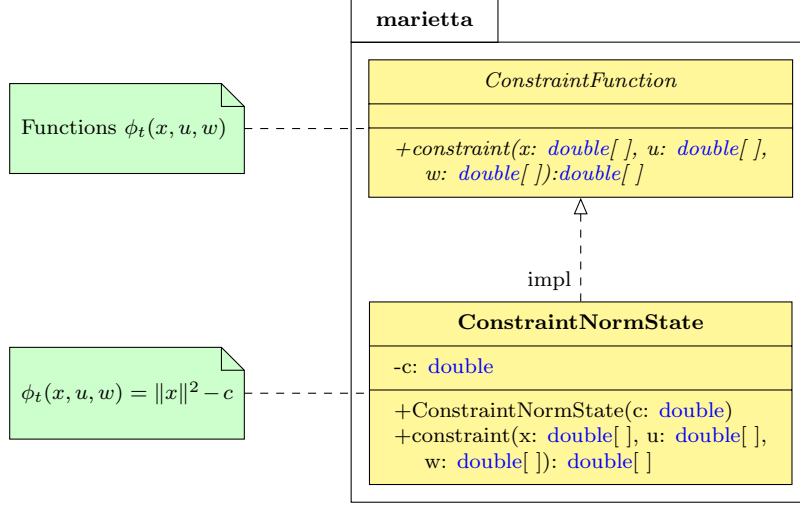 marietta
ConstraintFunction
Functions ϕₜ(x, u, w)
+constraint(x: double[ ], u: double[ ],
w: double[ ]):double[ ]
impl
ConstraintNormState
-c: double
ϕₜ(x, u, w) = ‖x‖² − c
+ConstraintNormState(c: double)
+constraint(x: double[ ], u: double[ ],
w: double[ ]): double[ ]